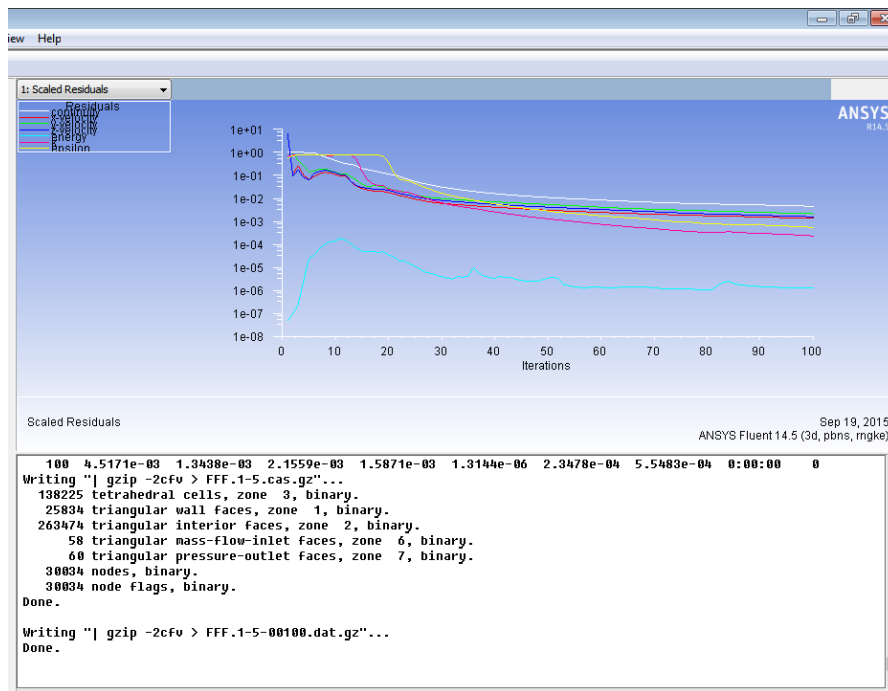 iew Help
1: Scaled Residuals
Residuals
continuity
x-velocity
y-velocity
z-velocity
energy
k
epsilon
ANSYS
R14.5
1e+01
1e+00
1e-01
1e-02
1e-03
1e-04
1e-05
1e-06
1e-07
1e-08
0 10 20 30 40 50 60 70 80 90 100
Iterations
Scaled Residuals
Sep 19, 2015
ANSYS Fluent 14.5 (3d, pbns, rngke)
100 4.5171e-03 1.3438e-03 2.1559e-03 1.5871e-03 1.3144e-06 2.3478e-04 5.5483e-04 0:00:00 0
Writing "| gzip -2cfv > FFF.1-5.cas.gz"...
138225 tetrahedral cells, zone 3, binary.
25834 triangular wall faces, zone 1, binary.
263474 triangular interior faces, zone 2, binary.
58 triangular mass-flow-inlet faces, zone 6, binary.
60 triangular pressure-outlet faces, zone 7, binary.
30034 nodes, binary.
30034 node flags, binary.
Done.
Writing "| gzip -2cfv > FFF.1-5-00100.dat.gz"...
Done.